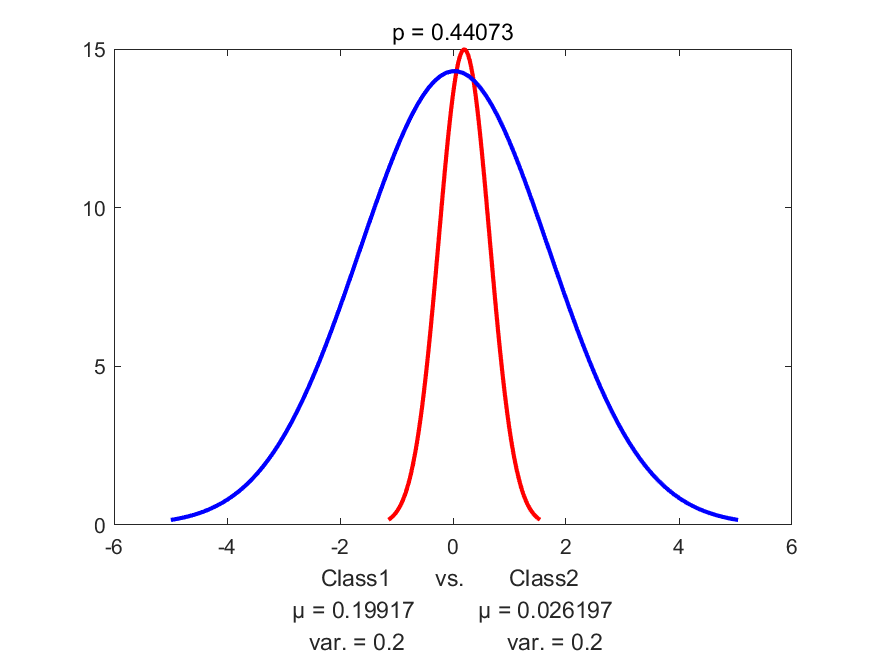 p = 0.44073
15
10
5
0
-6 -4 -2 0 2 4 6
Class1 vs. Class2
μ = 0.19917 μ = 0.026197
var. = 0.2 var. = 0.2